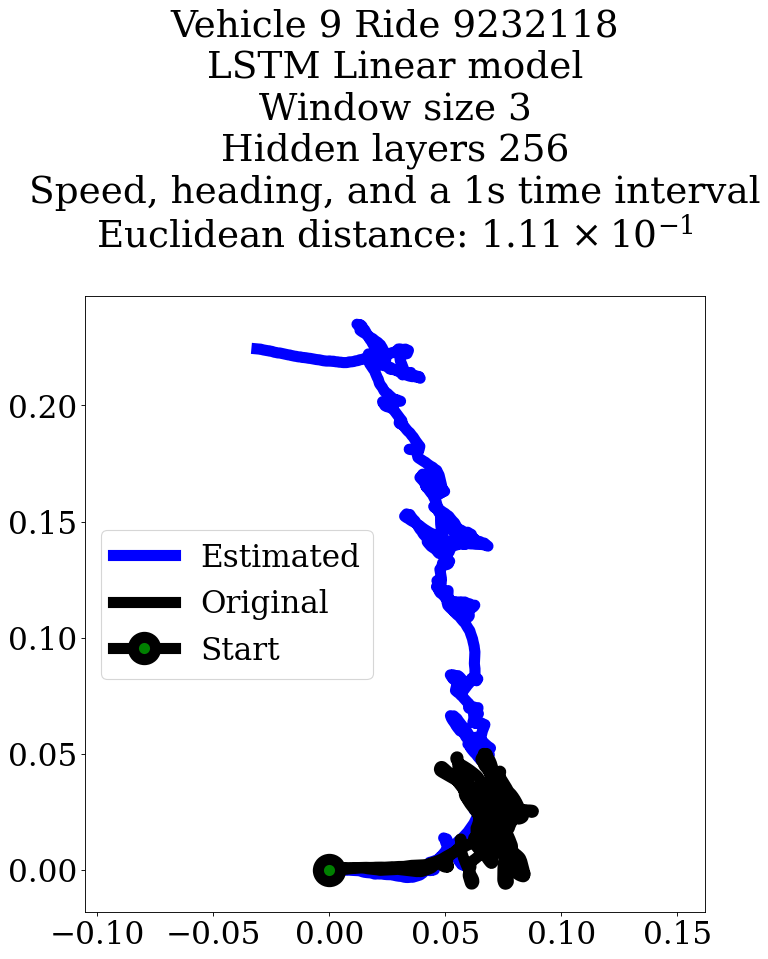 Vehicle 9 Ride 9232118
LSTM Linear model
Window size 3
Hidden layers 256
Speed, heading, and a 1s time interval
Euclidean distance: 1.11 × 10⁻¹
0.20
0.15
0.10
0.05
0.00
Estimated
Original
Start
−0.10 −0.05 0.00 0.05 0.10 0.15